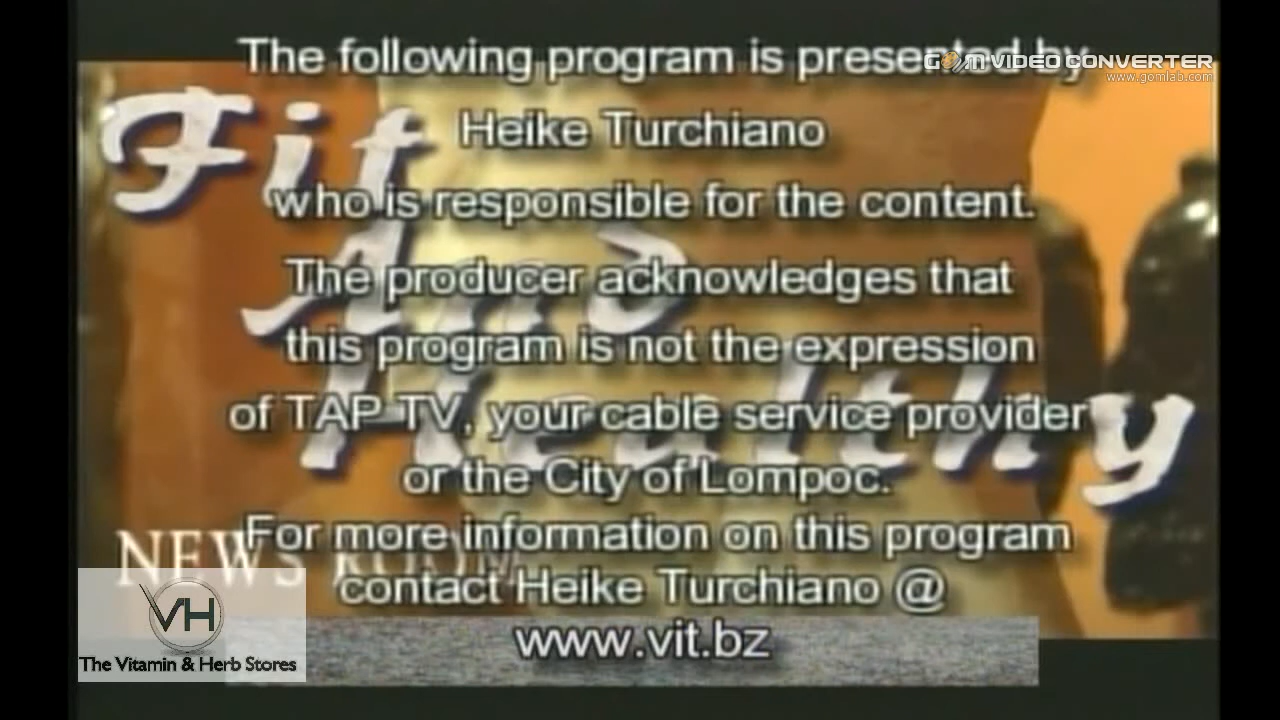 The following program is presented by
GOM VIDEO CONVERTER
www.gomlab.com
Heike Turchiano
who is responsible for the content.
The producer acknowledges that
this program is not the expression
of TAP TV, your cable service provider
or the City of Lompoc.
For more information on this program
contact Heike Turchiano @
www.vit.bz
Fit
And
Healthy
NEWS ROOM
VH
The Vitamin & Herb Stores